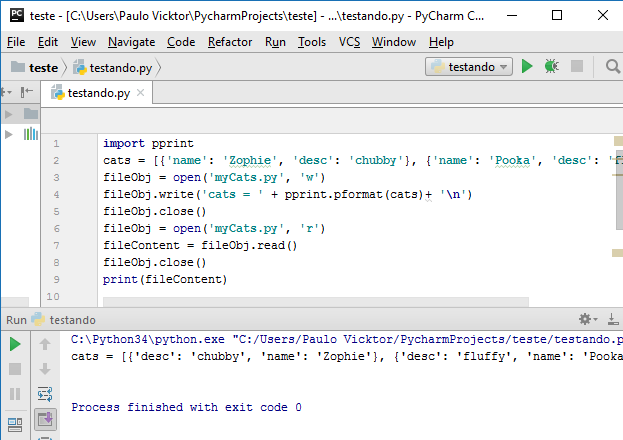 PC teste - [C:\Users\Paulo Vicktor\PycharmProjects\teste] - ...\testando.py - PyCharm C...
File Edit View Navigate Code Refactor Run Tools VCS Window Help
teste testando.py testando
testando.py
1 import pprint
2 cats = [{'name': 'Zophie', 'desc': 'chubby'}, {'name': 'Pooka', 'desc': 'fl
3 fileObj = open('myCats.py', 'w')
4 fileObj.write('cats = ' + pprint.pformat(cats)+ '\n')
5 fileObj.close()
6 fileObj = open('myCats.py', 'r')
7 fileContent = fileObj.read()
8 fileObj.close()
9 print(fileContent)
10
Run testando
C:\Python34\python.exe "C:/Users/Paulo Vicktor/PycharmProjects/teste/testando.p
cats = [{'desc': 'chubby', 'name': 'Zophie'}, {'desc': 'fluffy', 'name': 'Pooka
Process finished with exit code 0